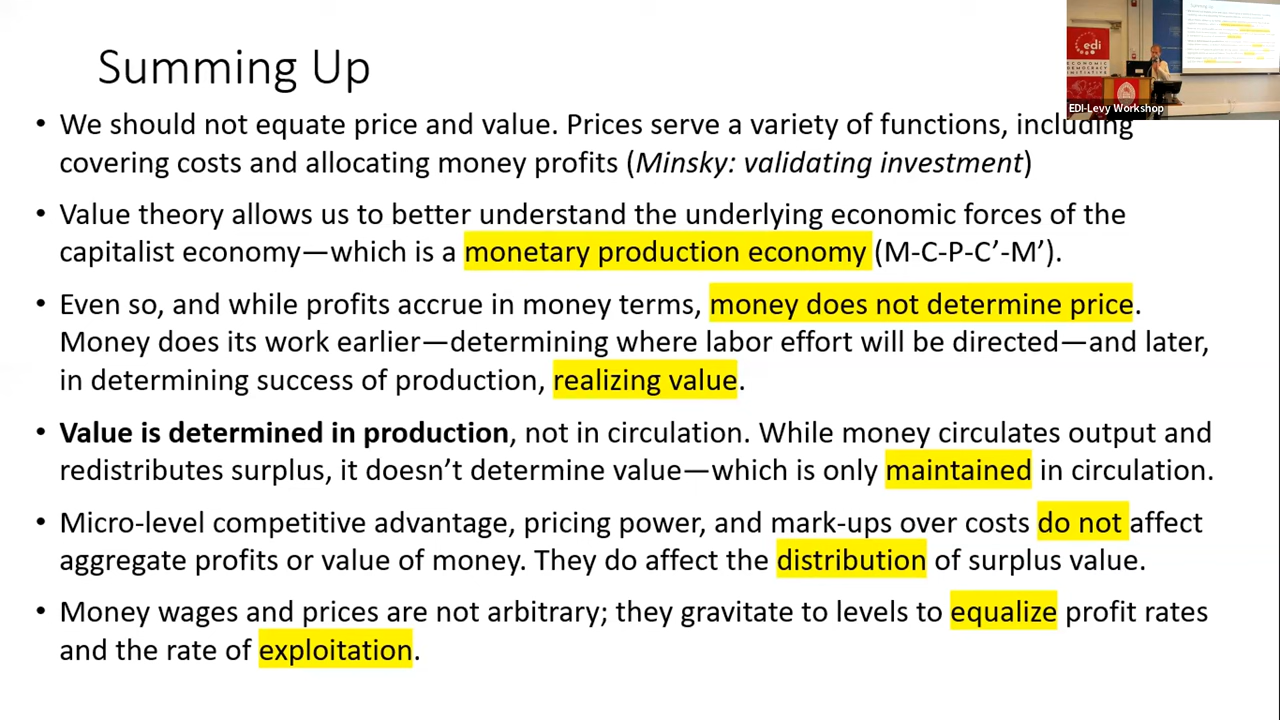 Summing Up
• We should not equate price and value. Prices serve a variety of functions, including
covering costs and allocating money profits (Minsky: validating investment)
• Value theory allows us to better understand the underlying economic forces of the
capitalist economy—which is a monetary production economy (M-C-P-C’-M’).
• Even so, and while profits accrue in money terms, money does not determine price.
Money does its work earlier—determining where labor effort will be directed—and later,
in determining success of production, realizing value.
• Value is determined in production, not in circulation. While money circulates output and
redistributes surplus, it doesn’t determine value—which is only maintained in circulation.
• Micro-level competitive advantage, pricing power, and mark-ups over costs do not affect
aggregate profits or value of money. They do affect the distribution of surplus value.
• Money wages and prices are not arbitrary; they gravitate to levels to equalize profit rates
and the rate of exploitation.
edi
ECONOMIC
DEMOCRACY
INITIATIVE
Summing Up
EDI-Levy Workshop